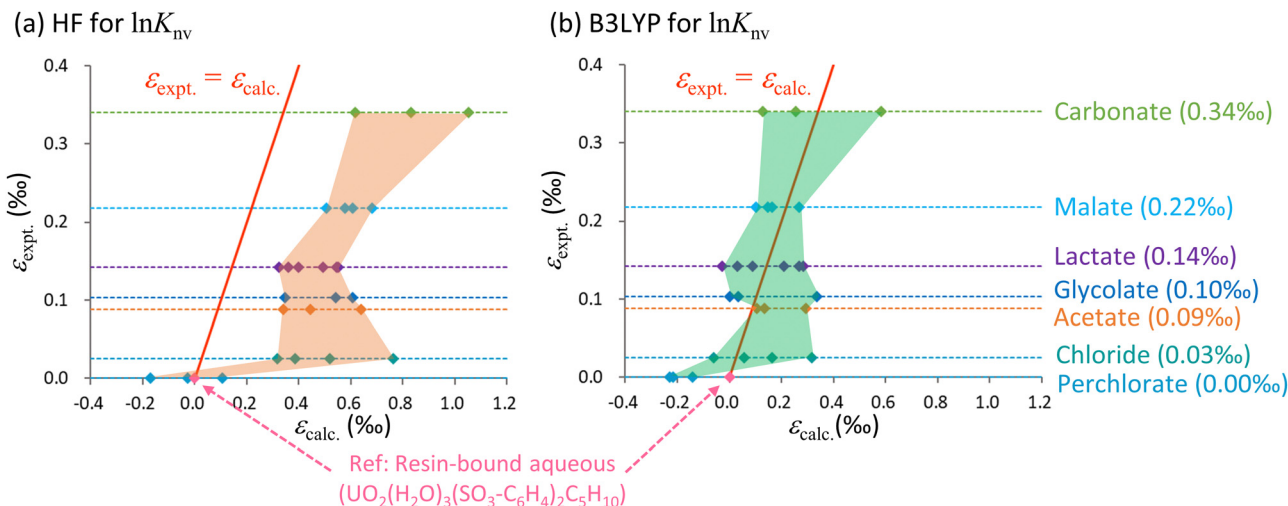 (a) HF for lnKnv
(b) B3LYP for lnKnv
0.4
0.3
0.2
0.1
0.0
εexpt. (‰)
εexpt. = εcalc.
-0.4 -0.2 0.0 0.2 0.4 0.6 0.8 1.0 1.2
εcalc. (‰)
0.4
0.3
0.2
0.1
0.0
εexpt. (‰)
εexpt. = εcalc.
-0.4 -0.2 0.0 0.2 0.4 0.6 0.8 1.0 1.2
εcalc.(‰)
Carbonate (0.34‰)
Malate (0.22‰)
Lactate (0.14‰)
Glycolate (0.10‰)
Acetate (0.09‰)
Chloride (0.03‰)
Perchlorate (0.00‰)
Ref: Resin-bound aqueous
(UO2(H2O)3(SO3-C6H4)2C5H10)